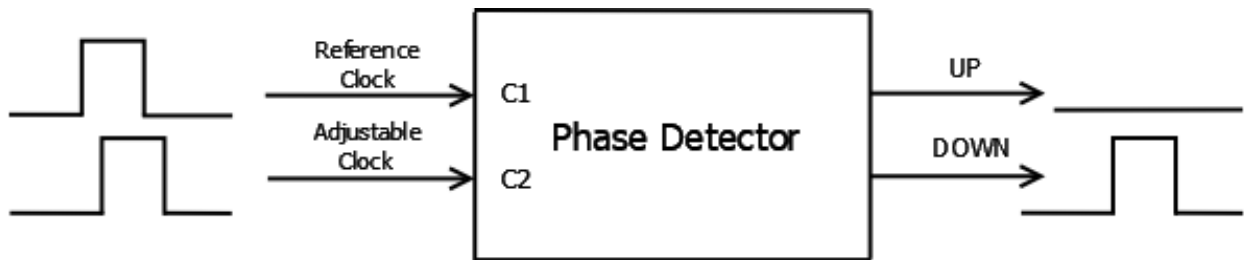 Reference
Clock
C1
UP
Phase Detector
Adjustable
Clock
C2
DOWN